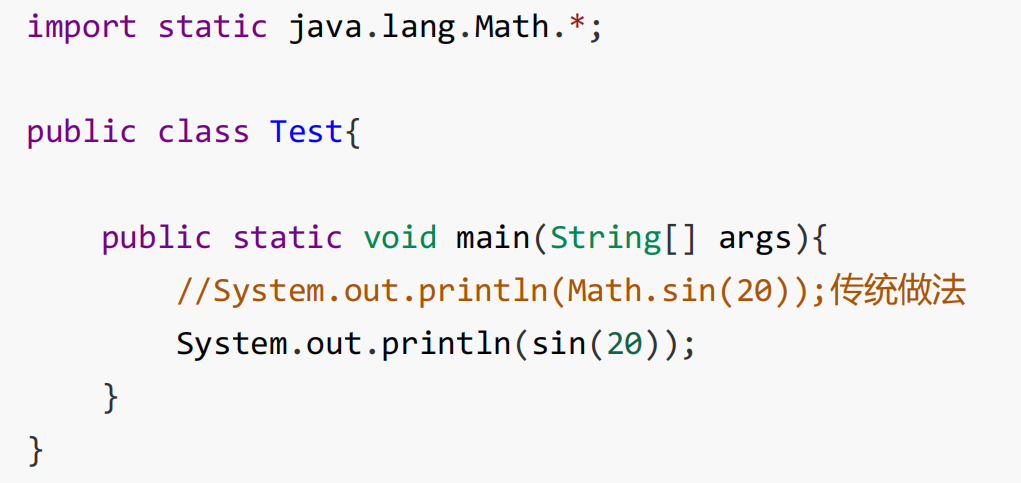 import static java.lang.Math.*;
public class Test{
public static void main(String[] args){
//System.out.println(Math.sin(20));传统做法
System.out.println(sin(20));
}
}